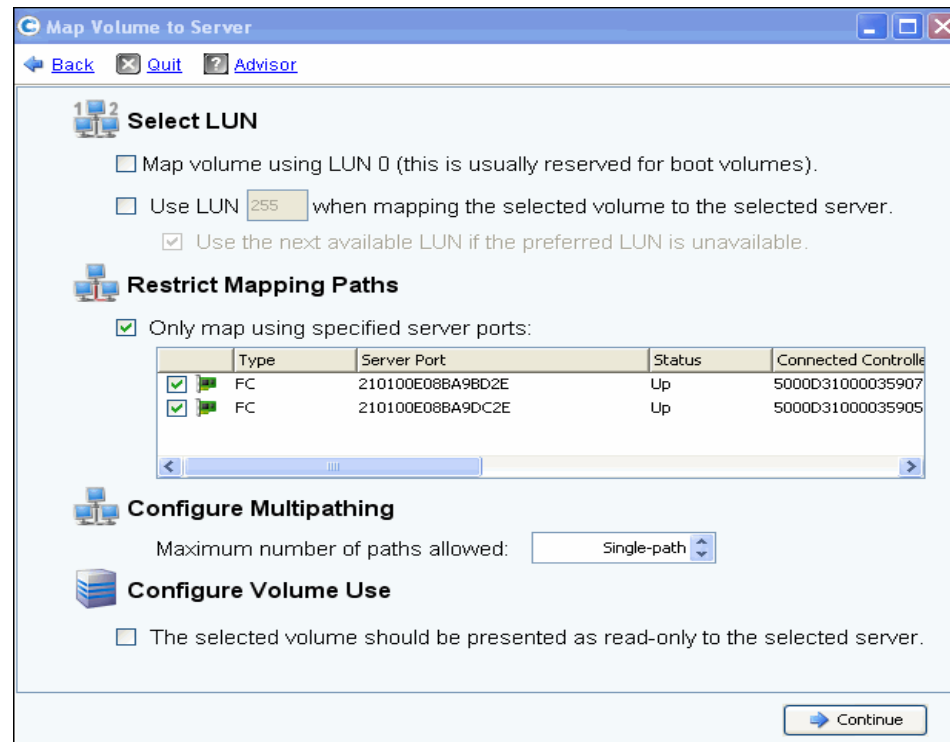 Map Volume to Server
Back Quit ? Advisor
1 2 Select LUN
Map volume using LUN 0 (this is usually reserved for boot volumes).
Use LUN 255 when mapping the selected volume to the selected server.
Use the next available LUN if the preferred LUN is unavailable.
Restrict Mapping Paths
Only map using specified server ports:
Type Server Port Status Connected Controlle
FC 210100E08BA9BD2E Up 5000D31000035907
FC 210100E08BA9DC2E Up 5000D31000035905
Configure Multipathing
Maximum number of paths allowed: Single-path
Configure Volume Use
The selected volume should be presented as read-only to the selected server.
Continue